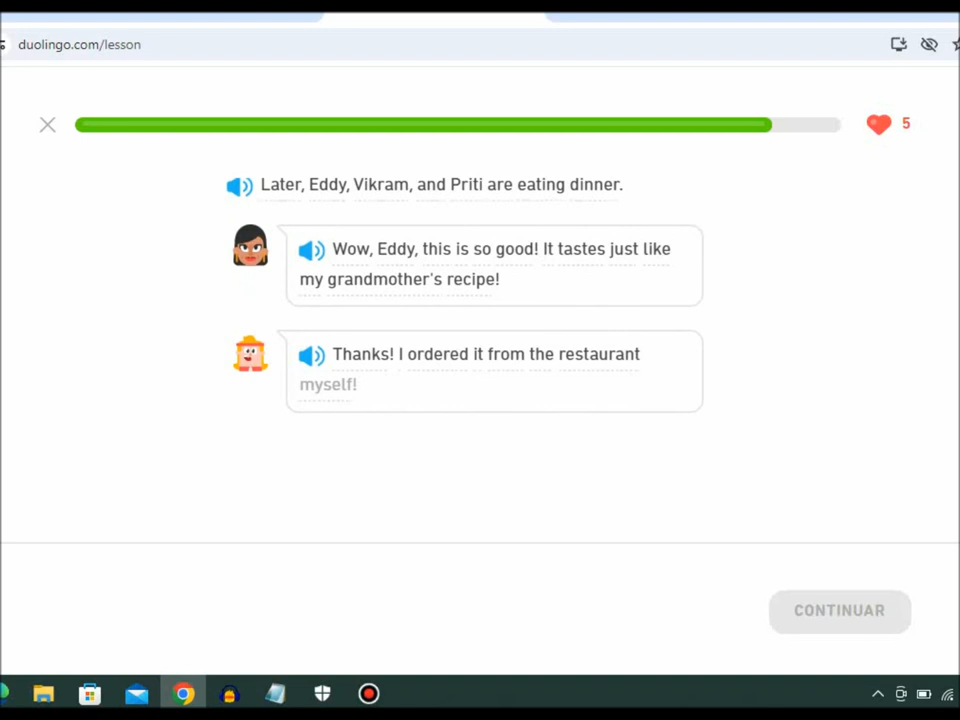 duolingo.com/lesson
5
Later, Eddy, Vikram, and Priti are eating dinner.
Wow, Eddy, this is so good! It tastes just like
my grandmother's recipe!
Thanks! I ordered it from the restaurant
myself!
CONTINUAR